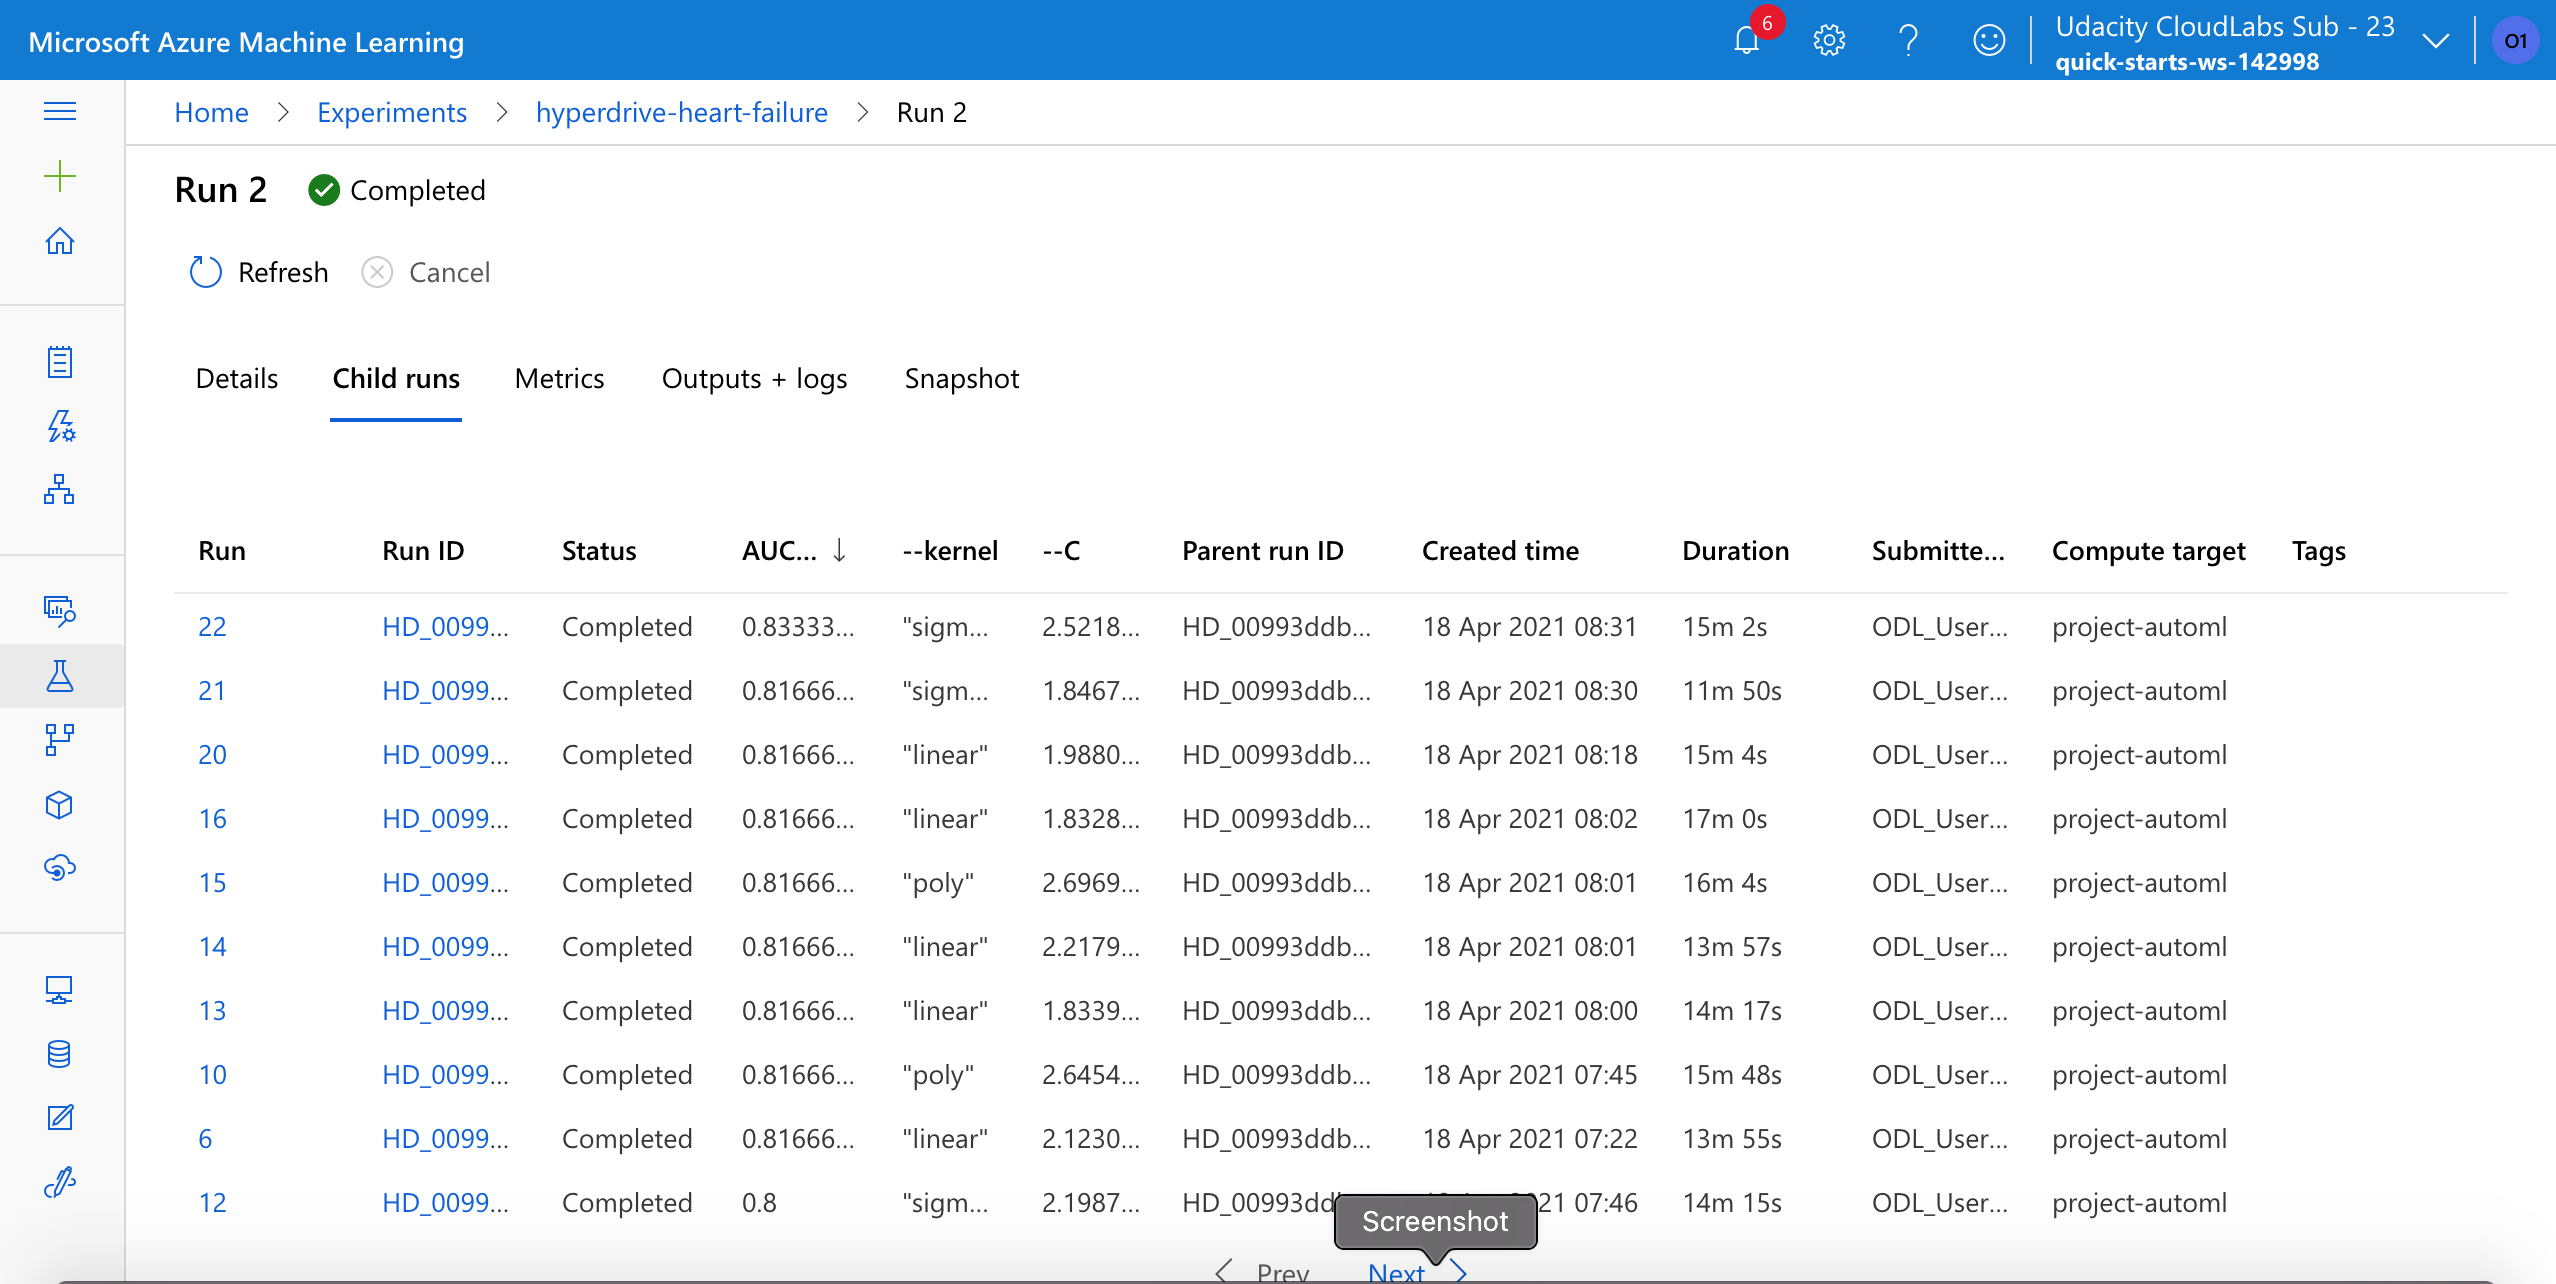 Microsoft Azure Machine Learning
6
Udacity CloudLabs Sub - 23
quick-starts-ws-142998
O1
Home > Experiments > hyperdrive-heart-failure > Run 2
Run 2 Completed
Refresh Cancel
Details Child runs Metrics Outputs + logs Snapshot
Run Run ID Status AUC... ↓ --kernel --C Parent run ID Created time Duration Submitte... Compute target Tags
22 HD_0099... Completed 0.83333... "sigm... 2.5218... HD_00993ddb... 18 Apr 2021 08:31 15m 2s ODL_User... project-automl
21 HD_0099... Completed 0.81666... "sigm... 1.8467... HD_00993ddb... 18 Apr 2021 08:30 11m 50s ODL_User... project-automl
20 HD_0099... Completed 0.81666... "linear" 1.9880... HD_00993ddb... 18 Apr 2021 08:18 15m 4s ODL_User... project-automl
16 HD_0099... Completed 0.81666... "linear" 1.8328... HD_00993ddb... 18 Apr 2021 08:02 17m 0s ODL_User... project-automl
15 HD_0099... Completed 0.81666... "poly" 2.6969... HD_00993ddb... 18 Apr 2021 08:01 16m 4s ODL_User... project-automl
14 HD_0099... Completed 0.81666... "linear" 2.2179... HD_00993ddb... 18 Apr 2021 08:01 13m 57s ODL_User... project-automl
13 HD_0099... Completed 0.81666... "linear" 1.8339... HD_00993ddb... 18 Apr 2021 08:00 14m 17s ODL_User... project-automl
10 HD_0099... Completed 0.81666... "poly" 2.6454... HD_00993ddb... 18 Apr 2021 07:45 15m 48s ODL_User... project-automl
6 HD_0099... Completed 0.81666... "linear" 2.1230... HD_00993ddb... 18 Apr 2021 07:22 13m 55s ODL_User... project-automl
12 HD_0099... Completed 0.8 "sigm... 2.1987... HD_00993dd 21 07:46 14m 15s ODL_User... project-automl
Screenshot
< Prev Next >